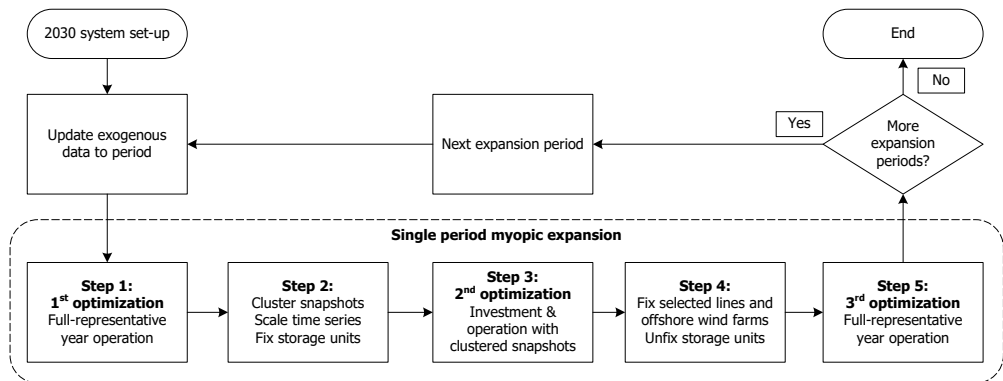 2030 system set-up
End
No
Yes
Update exogenous
data to period
Next expansion period
More
expansion
periods?
Single period myopic expansion
Step 1:
1st optimization
Full-representative
year operation
Step 2:
Cluster snapshots
Scale time series
Fix storage units
Step 3:
2nd optimization
Investment &
operation with
clustered snapshots
Step 4:
Fix selected lines and
offshore wind farms
Unfix storage units
Step 5:
3rd optimization
Full-representative
year operation